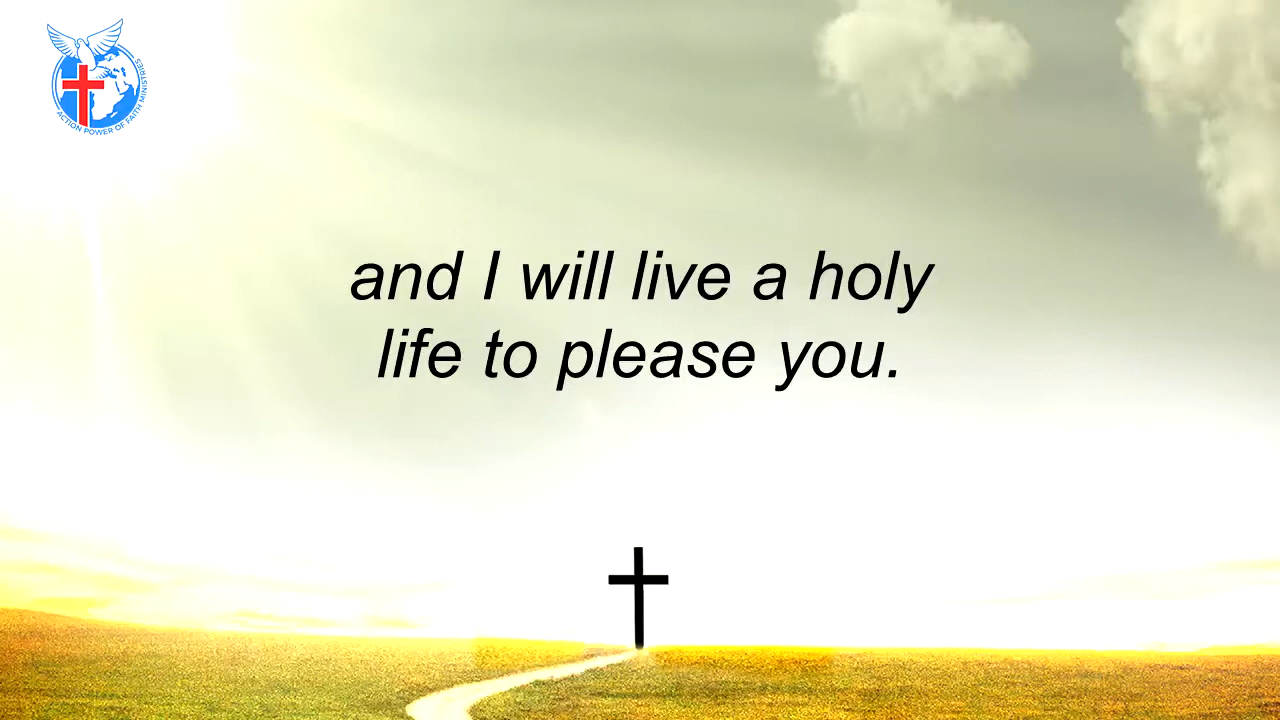 ACTION POWER OF FAITH MINISTRIES
and I will live a holy
life to please you.